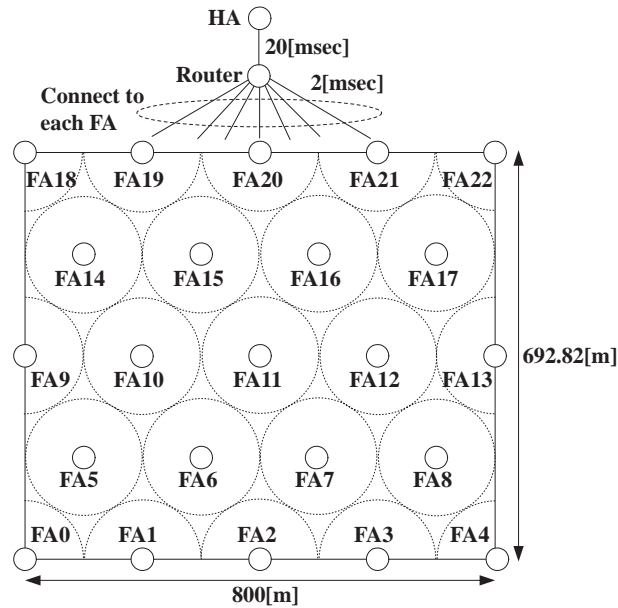 HA
20[msec]
Router
2[msec]
Connect to
each FA
FA18 FA19 FA20 FA21 FA22
FA14 FA15 FA16 FA17
692.82[m]
FA9 FA10 FA11 FA12 FA13
FA5 FA6 FA7 FA8
FA0 FA1 FA2 FA3 FA4
800[m]